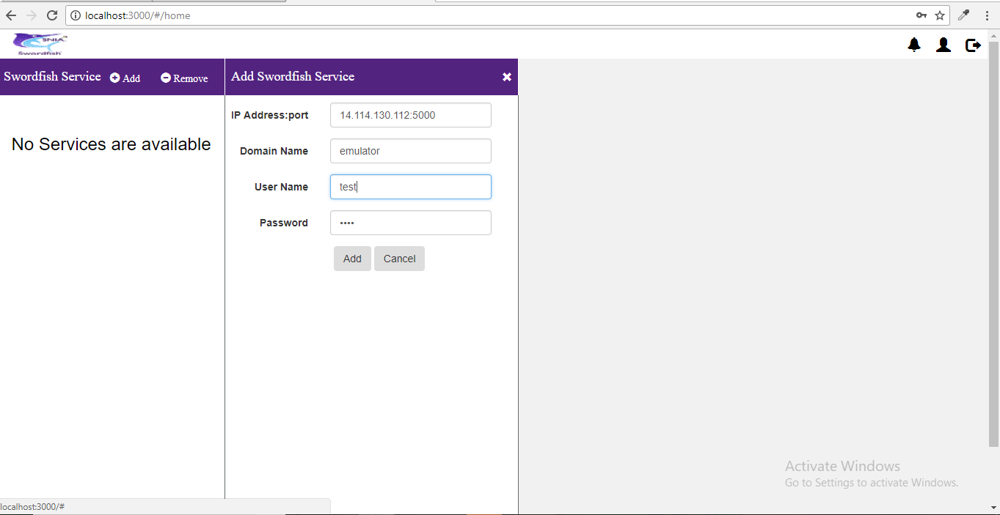 localhost:3000/#/home
SNIA
Swordfish
Swordfish Service Add Remove
Add Swordfish Service
No Services are available
IP Address:port 14.114.130.112:5000
Domain Name emulator
User Name test
Password ••••
Add Cancel
Activate Windows
Go to Settings to activate Windows.
localhost:3000/#